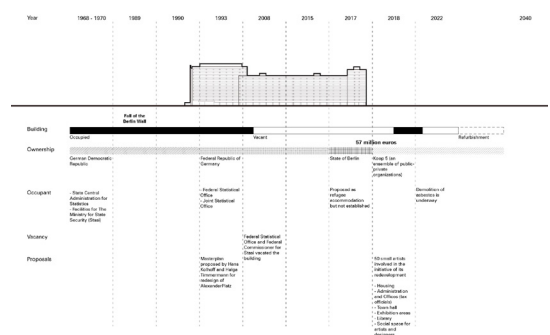 Year 1968 - 1970 1989 1990 1993 2008 2015 2017 2018 2022 2040
Fall of the
Berlin Wall
Building
Occupied Vacant Refurbishment
57 million euros
Ownership
German Democratic
Republic
Federal Republic of
Germany
State of Berlin
Koop 5 (an
ensemble of public-
private
organizations)
Occupant
Central
Administration for
Statistics
- Facilities for The
Ministry for State
Security (Stasi)
- Federal Statistical
Office
- Joint Statistical
Office
Proposed as
refugee
accommodation
but not established
Demolition of
asbestos is
underway
Vacancy
Federal Statistical
Office and Federal
Commissioner for
Stasi vacated the
building
Proposals
Masterplan
proposed by Hans
Kollhoff and Helga
Timmermann for
redesign of
AlexanderPlatz
small artists
involved in the
initiative of its
redevelopment
- Housing
- Administration
and Offices (tax
officials)
- Town hall
- Exhibition areas
- Library
- Social space for
artists and